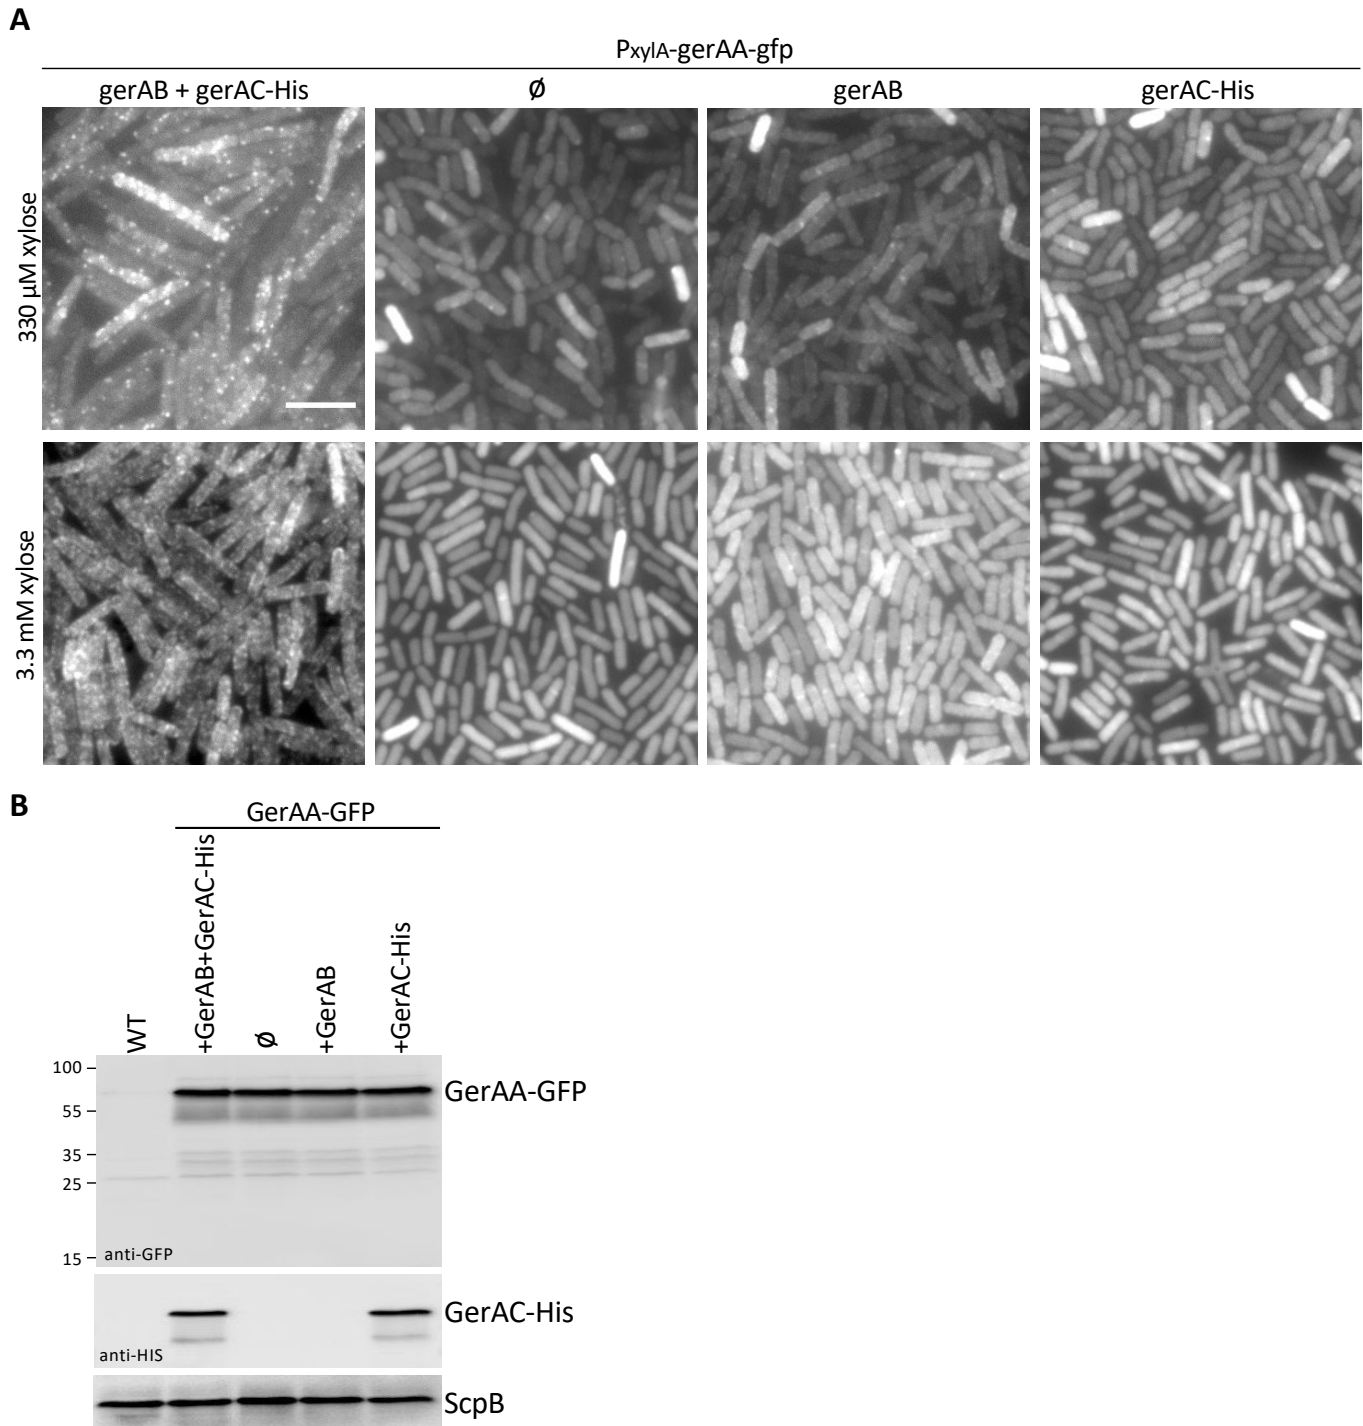 A
PxylA-gerAA-gfp
gerAB + gerAC-His
ø
gerAB
gerAC-His
330 µM xylose
3.3 mM xylose
B
GerAA-GFP
WT
+GerAB+GerAC-His
ø
+GerAB
+GerAC-His
100
55
35
25
15
anti-GFP
GerAA-GFP
anti-HIS
GerAC-His
ScpB